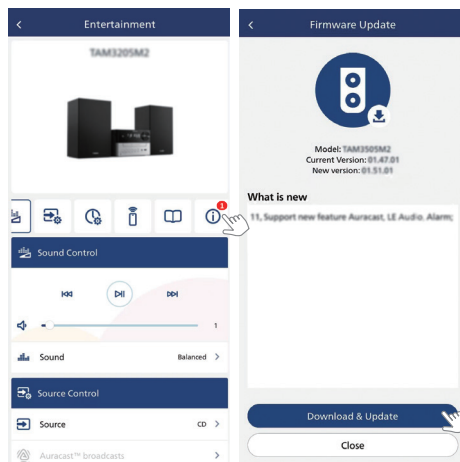 Entertainment
TAM3205M2
1
Sound Control
1
Sound
Balanced
Source Control
Source
CD
Auracast™ broadcasts
Firmware Update
Model: TAM3505M2
Current Version: 01.47.01
New version: 01.51.01
What is new
11, Support new feature Auracast, LE Audio. Alarm;
Download & Update
Close